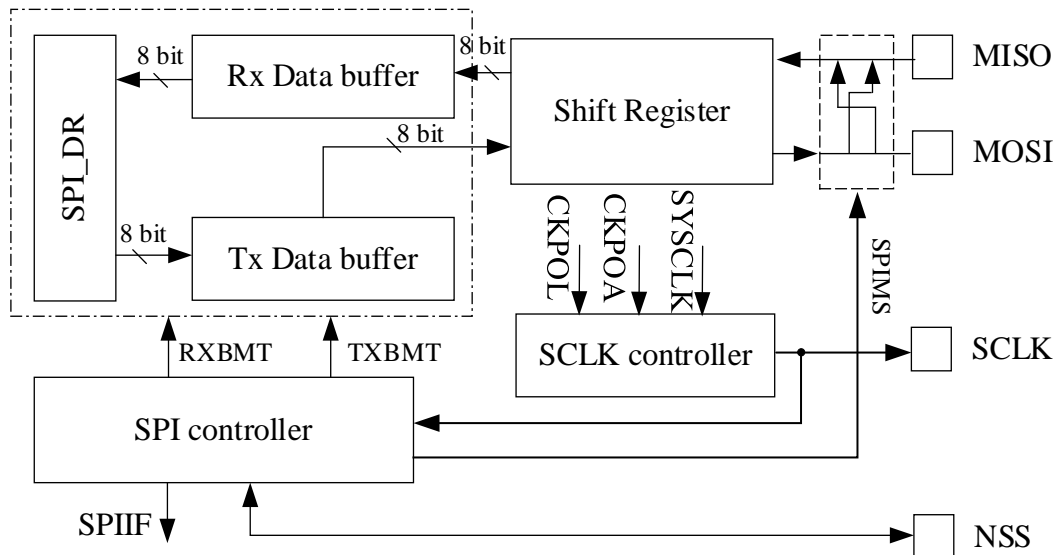 8 bit
Rx Data buffer
8 bit
Shift Register
MISO
SPI_DR
8 bit
MOSI
8 bit
Tx Data buffer
CKPOL
CKPOA
SYSCLK
SPIMS
RXBMT
TXBMT
SCLK controller
SCLK
SPI controller
SPIIF
NSS